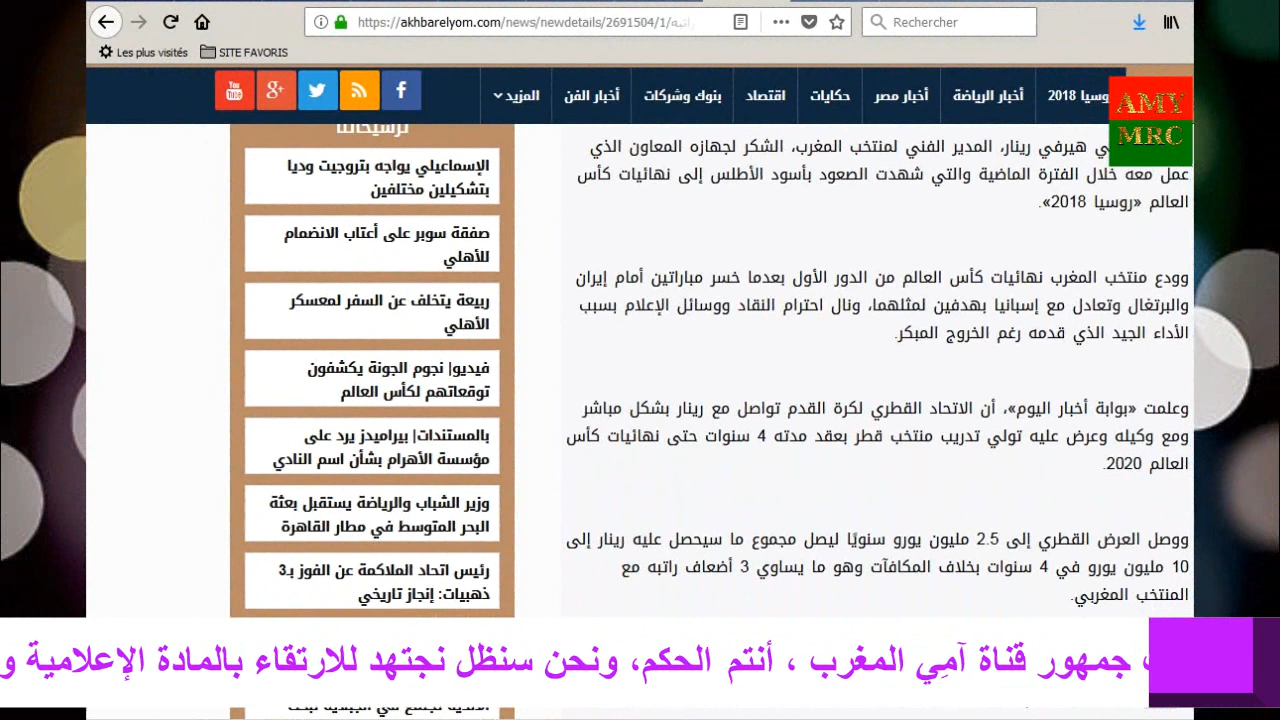 https://akhbarelyom.com/news/newdetails/2691504/1/
Rechercher
Les plus visités
SITE FAVORIS
You Tube
المزيد
أخبار الفن
بنوك وشركات
اقتصاد
حكايات
أخبار مصر
أخبار الرياضة
روسيا 2018
AMY
MRC
ترشيحاتنا
الإسماعيلي يواجه بتروجيت وديا
بتشكيلين مختلفين
صفقة سوبر على أعتاب الانضمام
للأهلي
ربيعة يتخلف عن السفر لمعسكر
الأهلي
فيديو| نجوم الجونة يكشفون
توقعاتهم لكأس العالم
بالمستندات| بيراميدز يرد على
مؤسسة الأهرام بشأن اسم النادي
وزير الشباب والرياضة يستقبل بعثة
البحر المتوسط في مطار القاهرة
رئيس اتحاد الملاكمة عن الفوز بـ3
ذهبيات: إنجاز تاريخي
هيرفي رينار، المدير الفني لمنتخب المغرب، الشكر لجهازه المعاون الذي
عمل معه خلال الفترة الماضية والتي شهدت الصعود بأسود الأطلس إلى نهائيات كأس
العالم «روسيا 2018».
وودع منتخب المغرب نهائيات كأس العالم من الدور الأول بعدما خسر مباراتين أمام إيران
والبرتغال وتعادل مع إسبانيا بهدفين لمثلهما، ونال احترام النقاد ووسائل الإعلام بسبب
الأداء الجيد الذي قدمه رغم الخروج المبكر.
وعلمت «بوابة أخبار اليوم»، أن الاتحاد القطري لكرة القدم تواصل مع رينار بشكل مباشر
ومع وكيله وعرض عليه تولي تدريب منتخب قطر بعقد مدته 4 سنوات حتى نهائيات كأس
العالم 2020.
ووصل العرض القطري إلى 2.5 مليون يورو سنويًا ليصل مجموع ما سيحصل عليه رينار إلى
10 مليون يورو في 4 سنوات بخلاف المكافآت وهو ما يساوي 3 أضعاف راتبه مع
المنتخب المغربي.
جمهور قناة آمِي المغرب ، أنتم الحكم، ونحن سنظل نجتهد للارتقاء بالمادة الإعلامية و